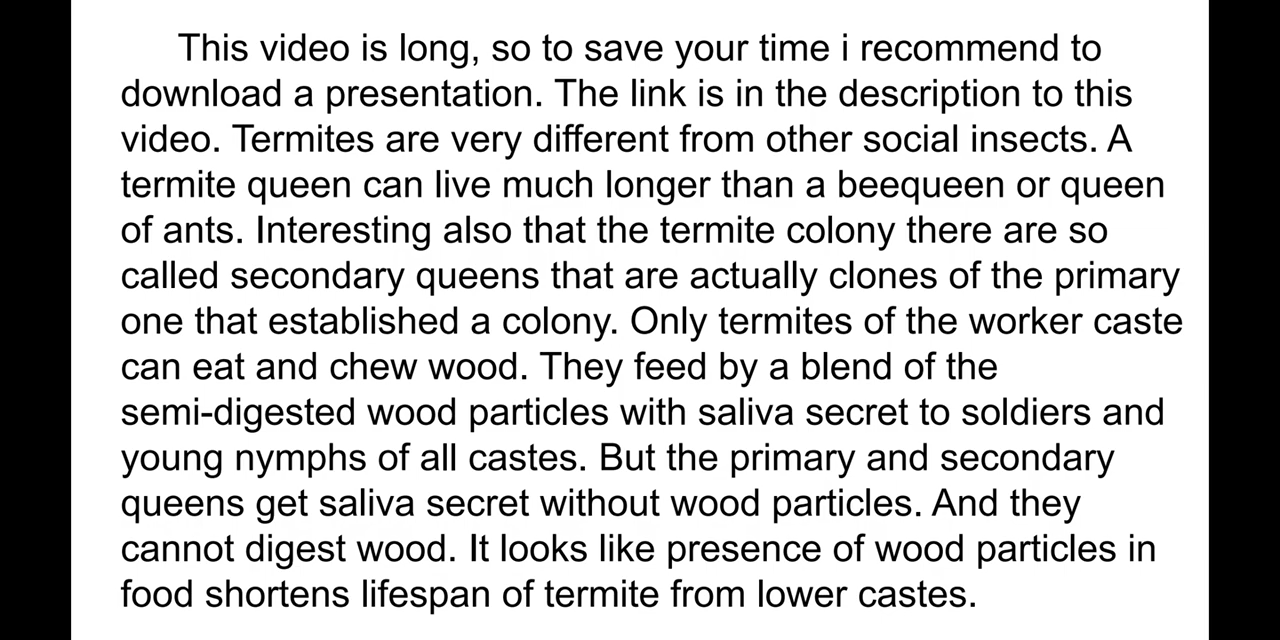 This video is long, so to save your time i recommend to
download a presentation. The link is in the description to this
video. Termites are very different from other social insects. A
termite queen can live much longer than a beequeen or queen
of ants. Interesting also that the termite colony there are so
called secondary queens that are actually clones of the primary
one that established a colony. Only termites of the worker caste
can eat and chew wood. They feed by a blend of the
semi-digested wood particles with saliva secret to soldiers and
young nymphs of all castes. But the primary and secondary
queens get saliva secret without wood particles. And they
cannot digest wood. It looks like presence of wood particles in
food shortens lifespan of termite from lower castes.